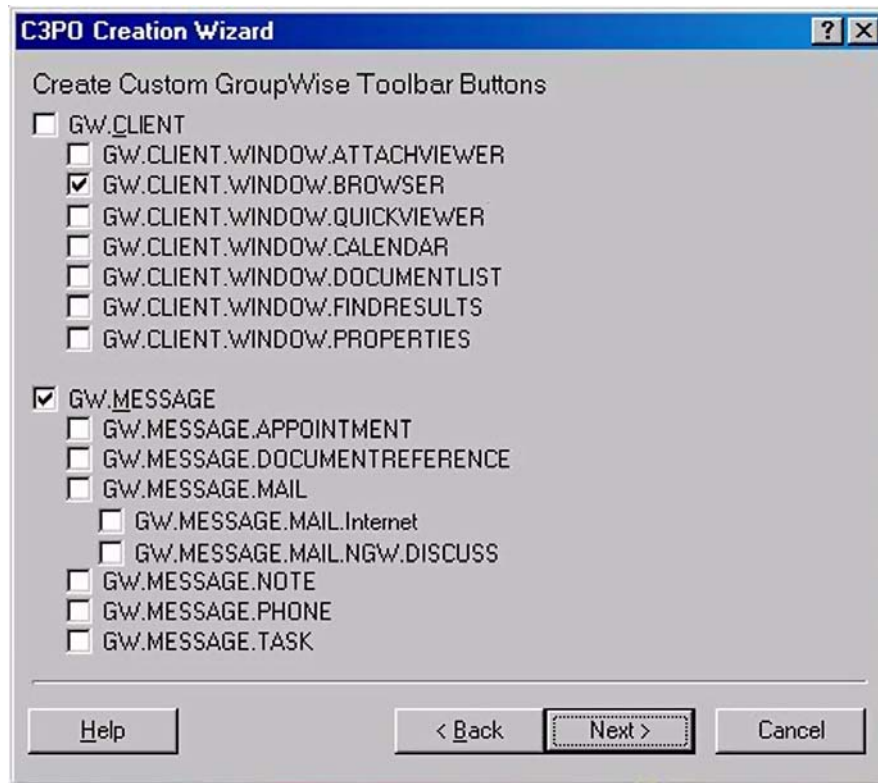 C3PO Creation Wizard
Create Custom GroupWise Toolbar Buttons
GW.CLIENT
GW.CLIENT.WINDOW.ATTACHVIEWER
GW.CLIENT.WINDOW.BROWSER
GW.CLIENT.WINDOW.QUICKVIEWER
GW.CLIENT.WINDOW.CALENDAR
GW.CLIENT.WINDOW.DOCUMENTLIST
GW.CLIENT.WINDOW.FINDRESULTS
GW.CLIENT.WINDOW.PROPERTIES
GW.MESSAGE
GW.MESSAGE.APPOINTMENT
GW.MESSAGE.DOCUMENTREFERENCE
GW.MESSAGE.MAIL
GW.MESSAGE.MAIL.Internet
GW.MESSAGE.MAIL.NGW.DISCUSS
GW.MESSAGE.NOTE
GW.MESSAGE.PHONE
GW.MESSAGE.TASK
Help < Back Next > Cancel